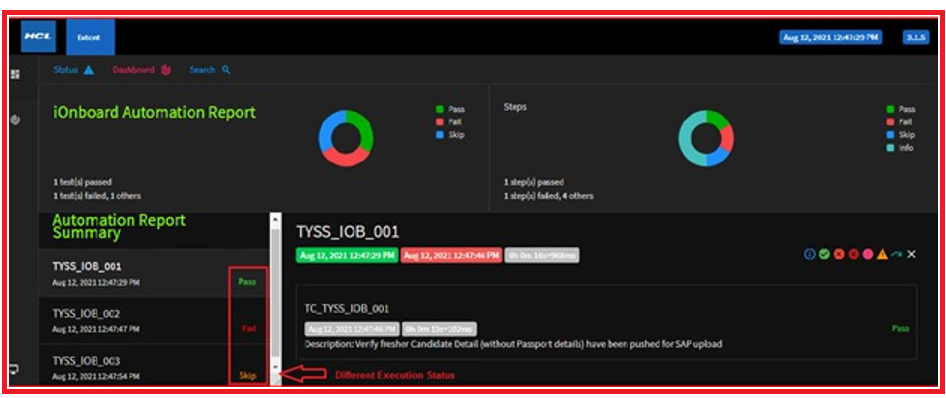 HCL Extent Aug 12, 2021 12:47:29 PM 3.1.5
Status Dashboard Search
iOnboard Automation Report
Pass
Fail
Skip
1 test(s) passed
1 test(s) failed, 1 others
Steps
Pass
Fail
Skip
Info
1 step(s) passed
1 step(s) failed, 4 others
Automation Report
Summary
TYSS_IOB_001
Aug 12, 2021 12:47:29 PM Pass
TYSS_IOB_002
Aug 12, 2021 12:47:47 PM Fail
TYSS_IOB_003
Aug 12, 2021 12:47:54 PM Skip
TYSS_IOB_001
Aug 12, 2021 12:47:29 PM Aug 12, 2021 12:47:46 PM 0h 0m 16s+968ms
TC_TYSS_IOB_001
Aug 12, 2021 12:47:46 PM 0h 0m 13s+102ms Pass
Description: Verify fresher Candidate Detail (without Passport details) have been pushed for SAP upload
Different Execution Status